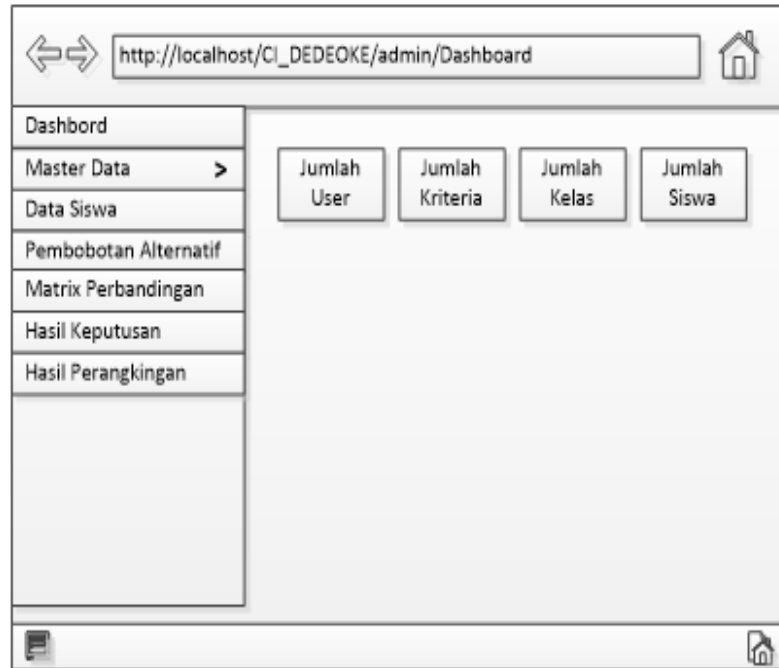 http://localhost/CI_DEDEOKE/admin/Dashboard
Dashbord
Master Data >
Data Siswa
Pembobotan Alternatif
Matrix Perbandingan
Hasil Keputusan
Hasil Perangkingan
Jumlah
User
Jumlah
Kriteria
Jumlah
Kelas
Jumlah
Siswa